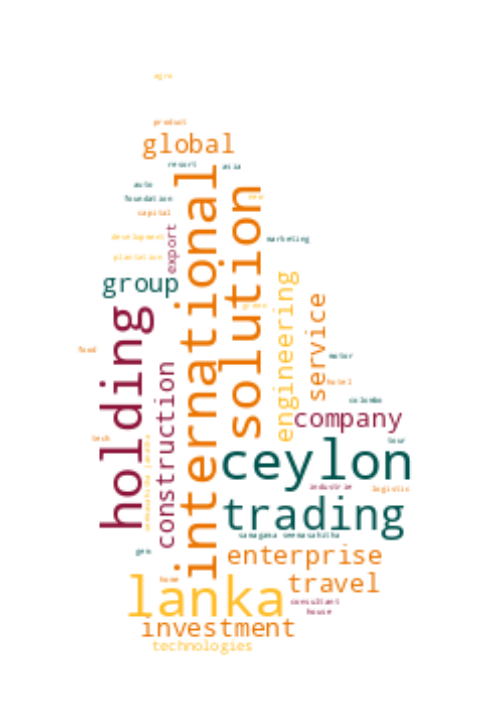 agro
product
global
resort
asia
auto
foundation
capital
international
solution
development
marketing
export
plantation
group
engineering
service
holding
food
motor
hotel
construction
colombo
company
tech
tour
ceylon
industrie
logistic
trading
samagama seemasahitha
gem
enterprise
home
travel
lanka
consultant
house
investment
technologies